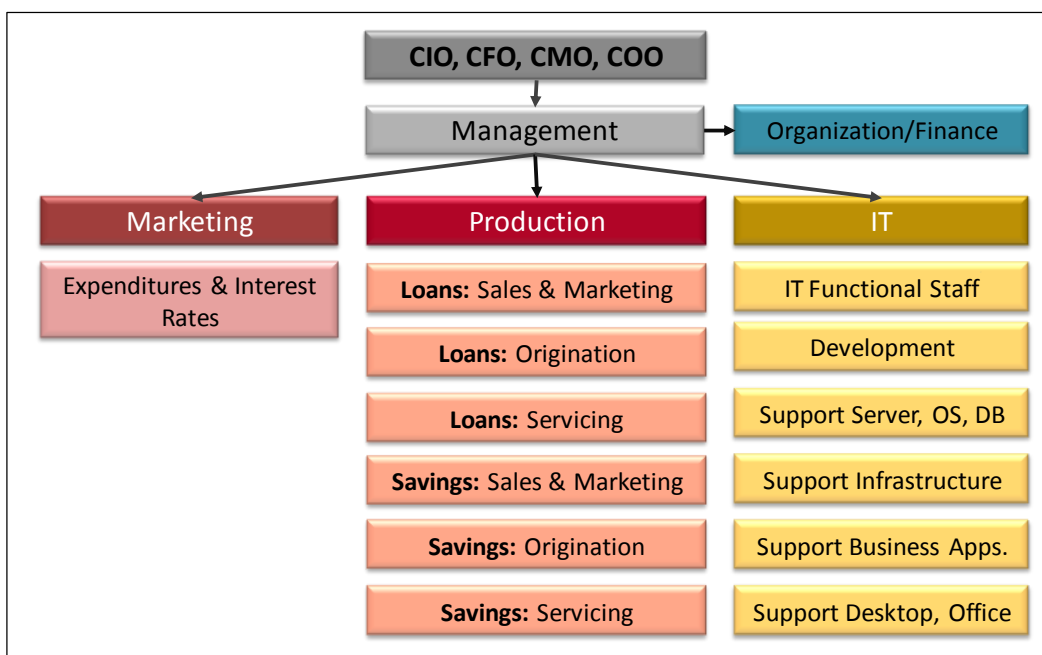 CIO, CFO, CMO, COO
Management
Organization/Finance
Marketing
Production
IT
Expenditures & Interest
Rates
Loans: Sales & Marketing
Loans: Origination
Loans: Servicing
Savings: Sales & Marketing
Savings: Origination
Savings: Servicing
IT Functional Staff
Development
Support Server, OS, DB
Support Infrastructure
Support Business Apps.
Support Desktop, Office